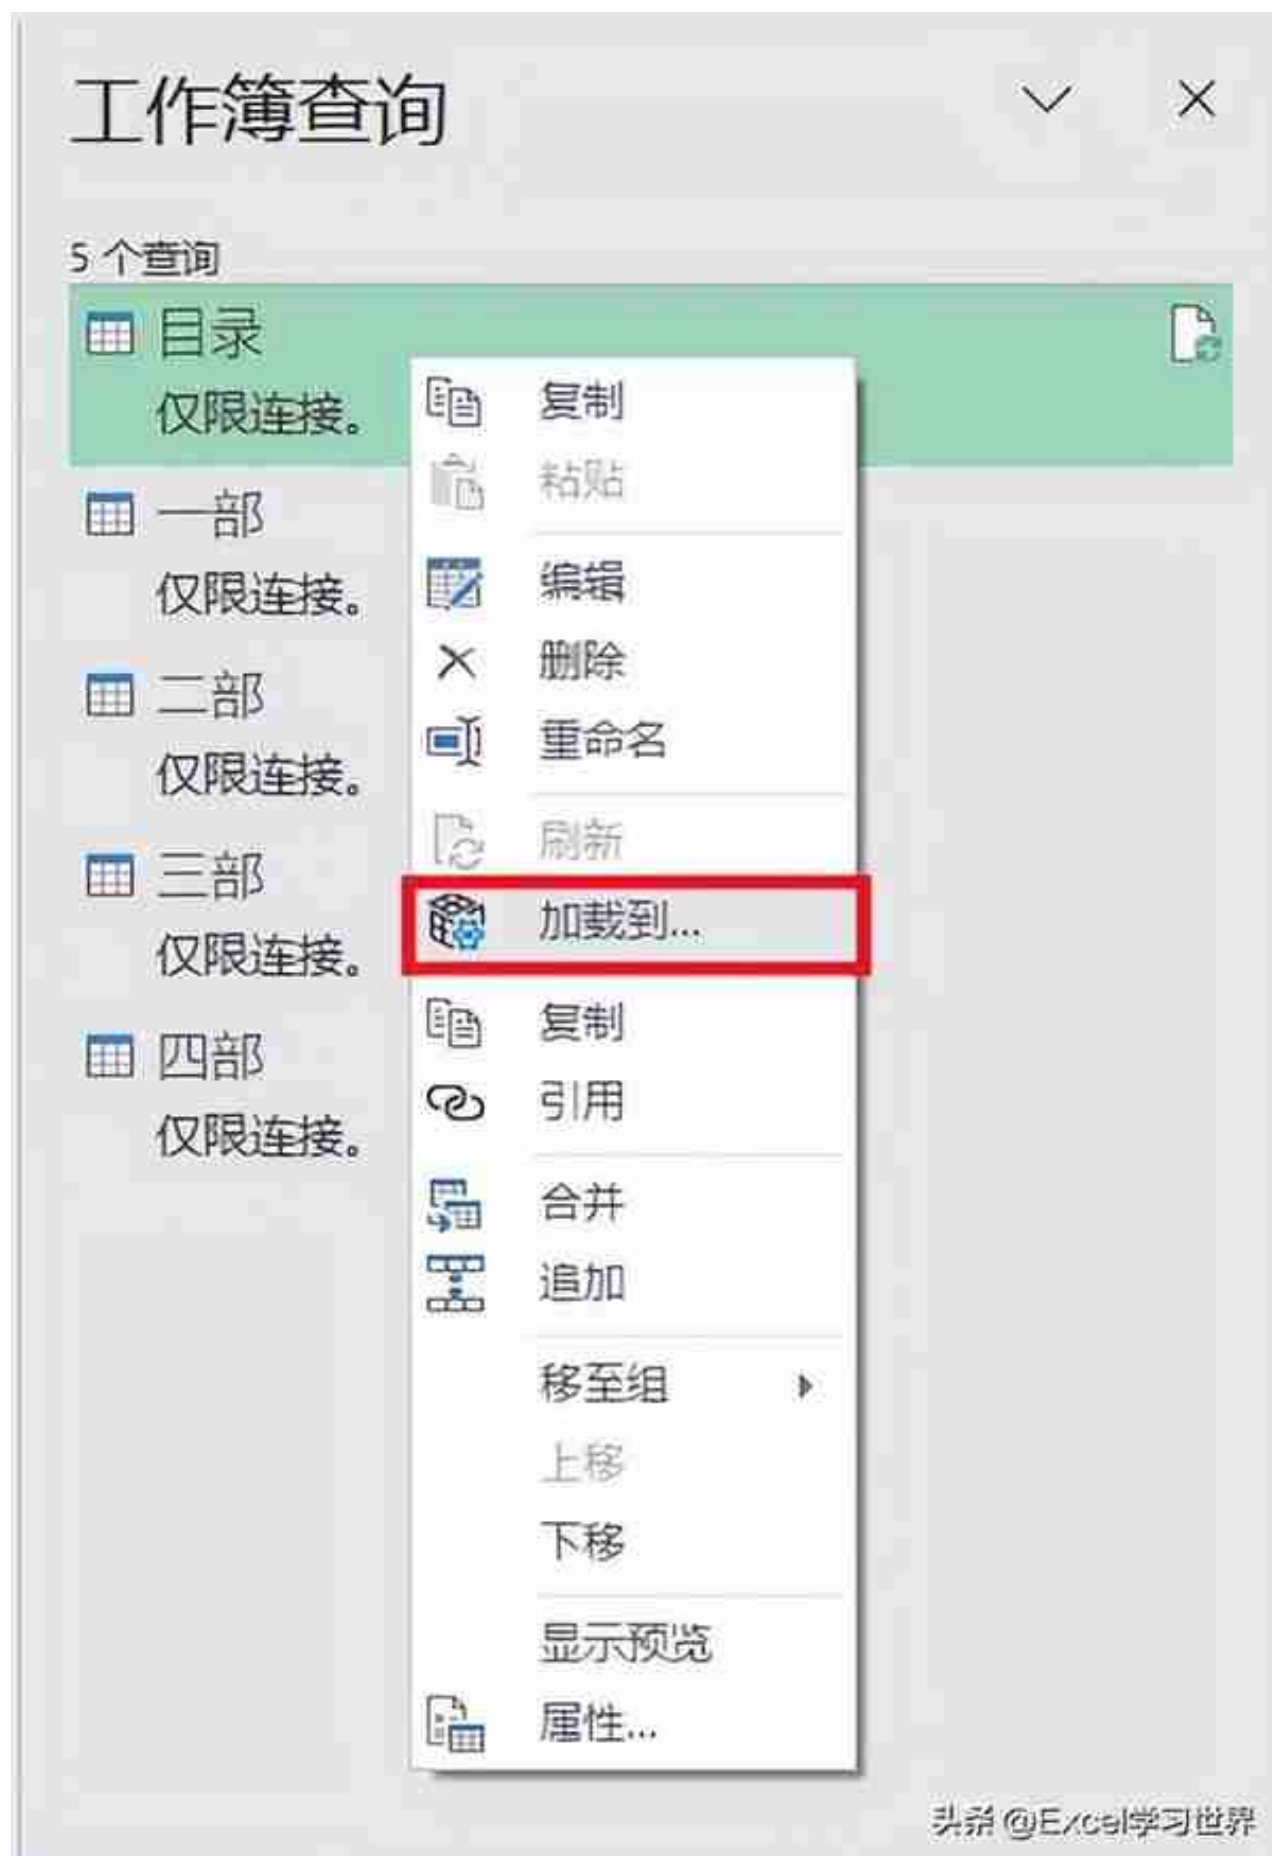 工作簿查询
5 个查询
目录
仅限连接。
一部
仅限连接。
二部
仅限连接。
三部
仅限连接。
四部
仅限连接。
复制
粘贴
编辑
删除
重命名
刷新
加载到...
复制
引用
合并
追加
移至组
上移
下移
显示预览
属性...
头条 @Excel学习世界